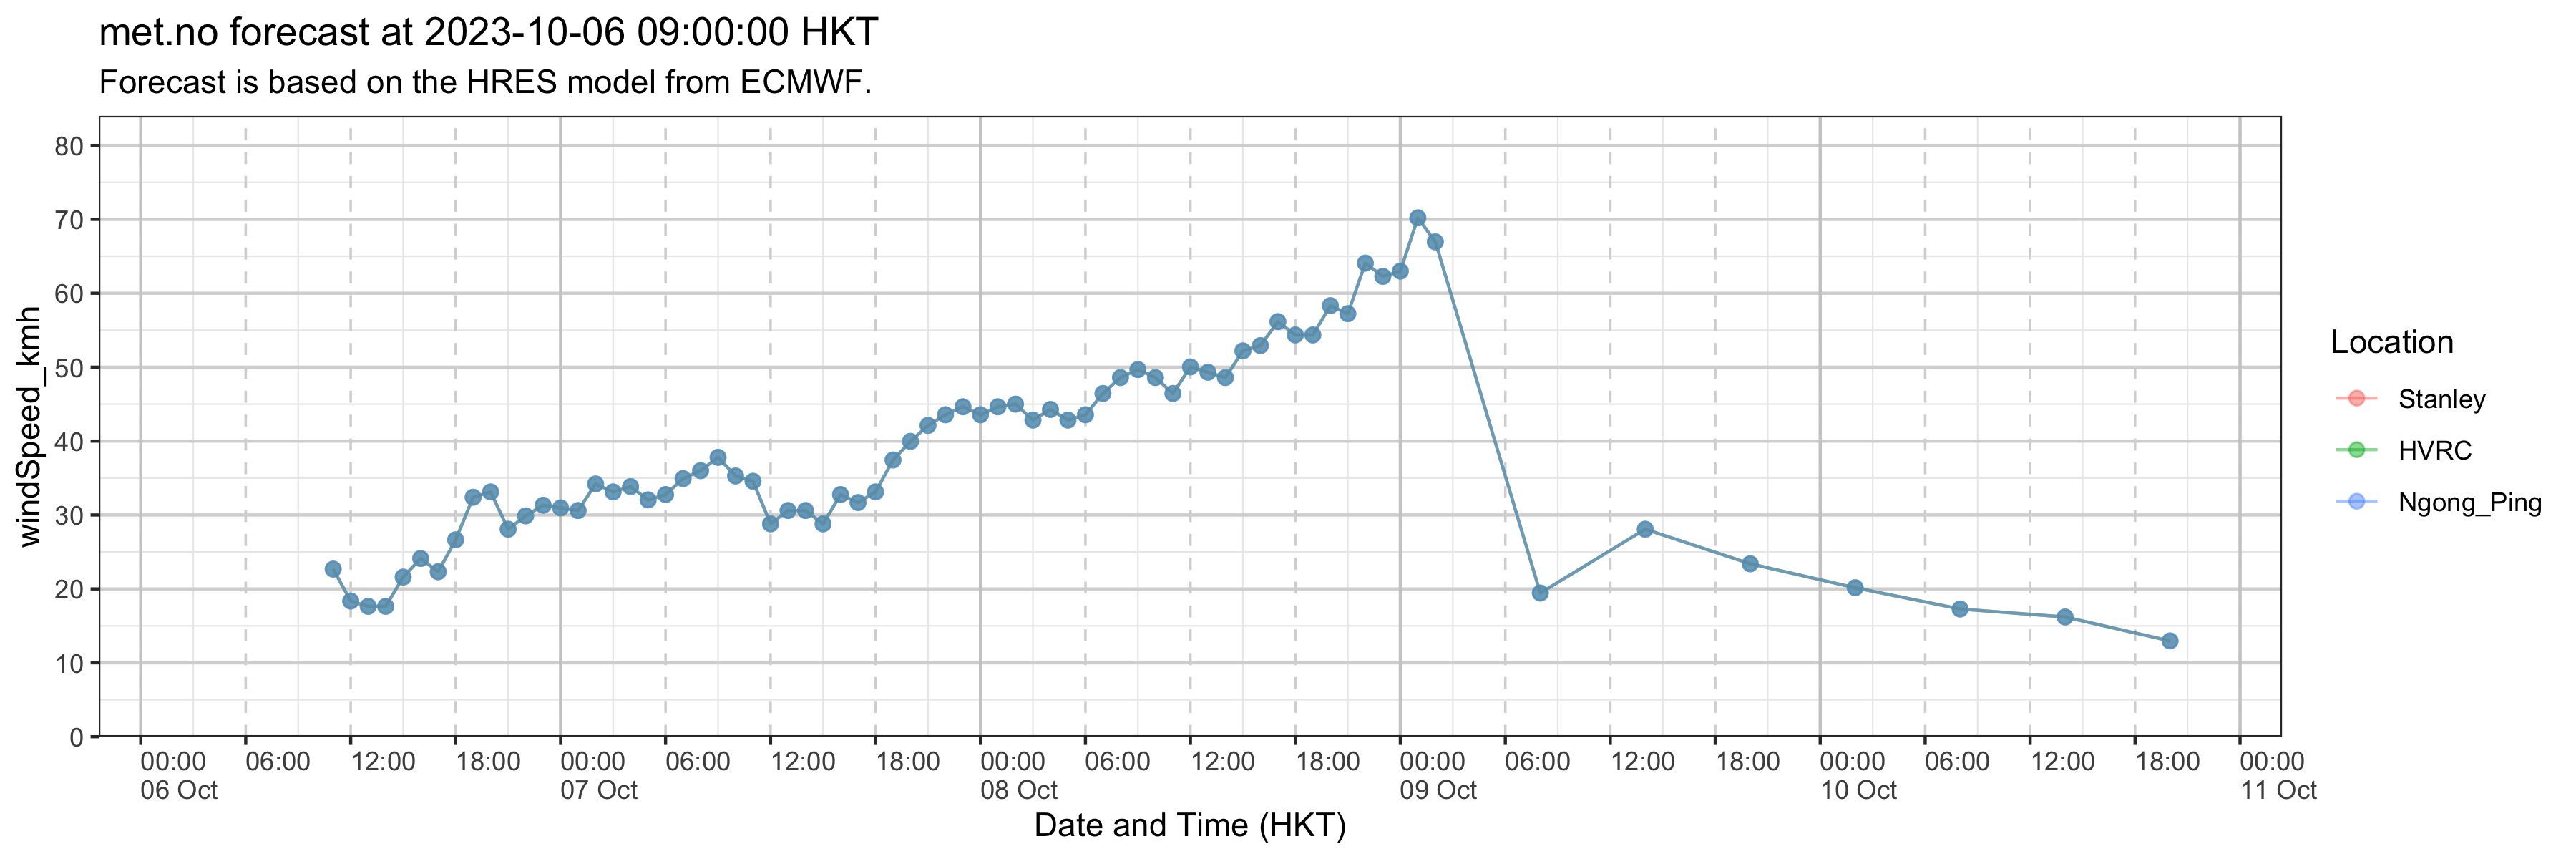 met.no forecast at 2023-10-06 09:00:00 HKT
Forecast is based on the HRES model from ECMWF.
windSpeed_kmh
80
70
60
50
40
30
20
10
0
00:00 06:00 12:00 18:00 00:00 06:00 12:00 18:00 00:00 06:00 12:00 18:00 00:00 06:00 12:00 18:00 00:00 06:00 12:00 18:00 00:00
06 Oct 07 Oct 08 Oct 09 Oct 10 Oct 11 Oct
Date and Time (HKT)
Location
Stanley
HVRC
Ngong_Ping